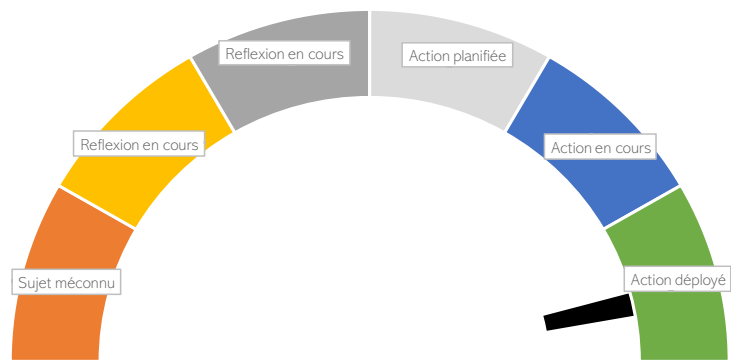 Reflexion en cours
Action planifiée
Reflexion en cours
Action en cours
Sujet méconnu
Action déployé